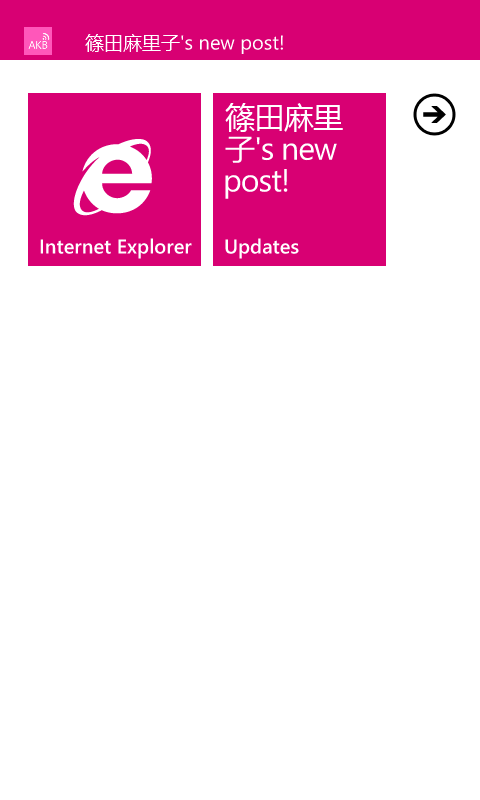 AKB
篠田麻里子's new post!
篠田麻里
子's new
post!
Internet Explorer
Updates